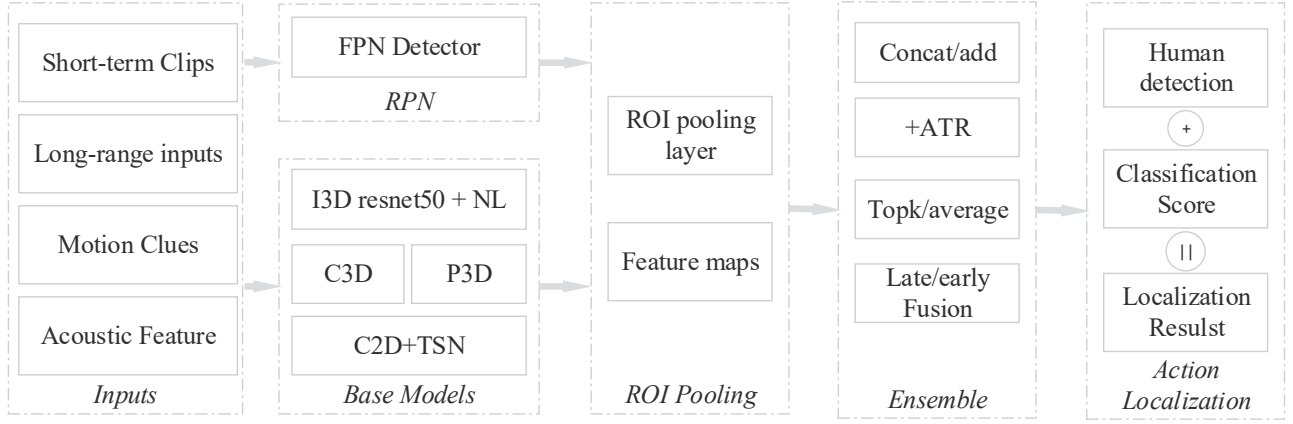 Short-term Clips
Long-range inputs
Motion Clues
Acoustic Feature
Inputs
FPN Detector
RPN
I3D resnet50 + NL
C3D
P3D
C2D+TSN
Base Models
ROI pooling
layer
Feature maps
ROI Pooling
Concat/add
+ATR
Topk/average
Late/early
Fusion
Ensemble
Human
detection
+
Classification
Score
||
Localization
Resulst
Action
Localization